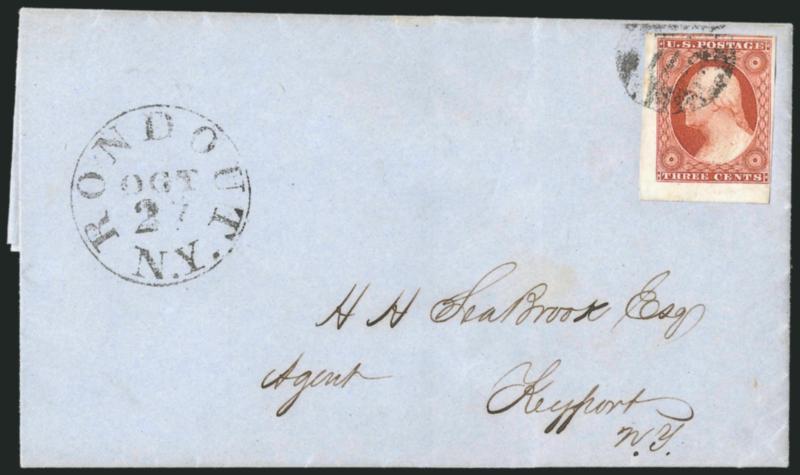 U.S. POSTAGE
THREE CENTS
RONDOUT
OCT
27
N.Y.
H H SeaBrook Esq
Agent
Keyport
N.Y.